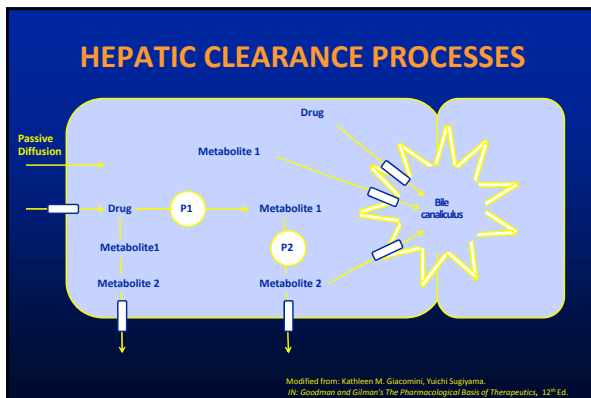 HEPATIC CLEARANCE PROCESSES
Drug
Passive
Diffusion
Metabolite 1
Bile
canaliculus
Drug
P1
Metabolite 1
Metabolite1
P2
Metabolite 2
Metabolite 2
Modified from: Kathleen M. Giacomini, Yuichi Sugiyama.
IN: Goodman and Gilman's The Pharmacological Basis of Therapeutics, 12th Ed.